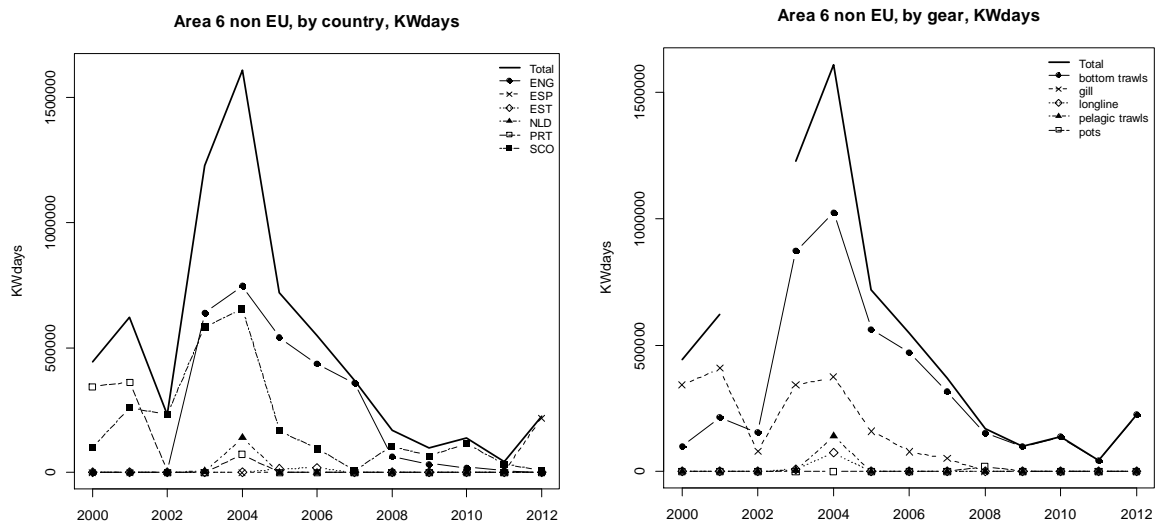 Area 6 non EU, by country, KWdays
KWdays
1500000
1000000
500000
0
2000 2002 2004 2006 2008 2010 2012
Total
ENG
ESP
EST
NLD
PRT
SCO
Area 6 non EU, by gear, KWdays
KWdays
1500000
1000000
500000
0
2000 2002 2004 2006 2008 2010 2012
Total
bottom trawls
gill
longline
pelagic trawls
pots